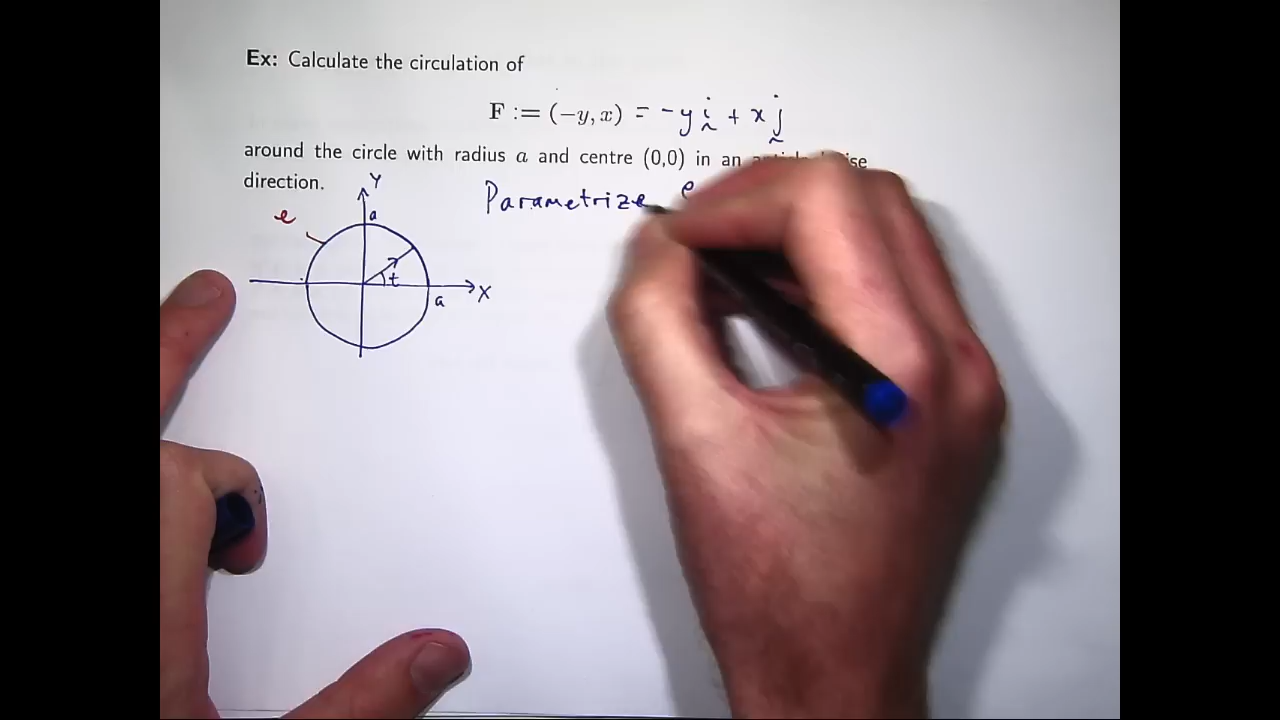 Ex: Calculate the circulation of
F := (−y, x) = -y i + x j
around the circle with radius a and centre (0,0) in an
direction.
Parametrize
y
a
e
t
a
x